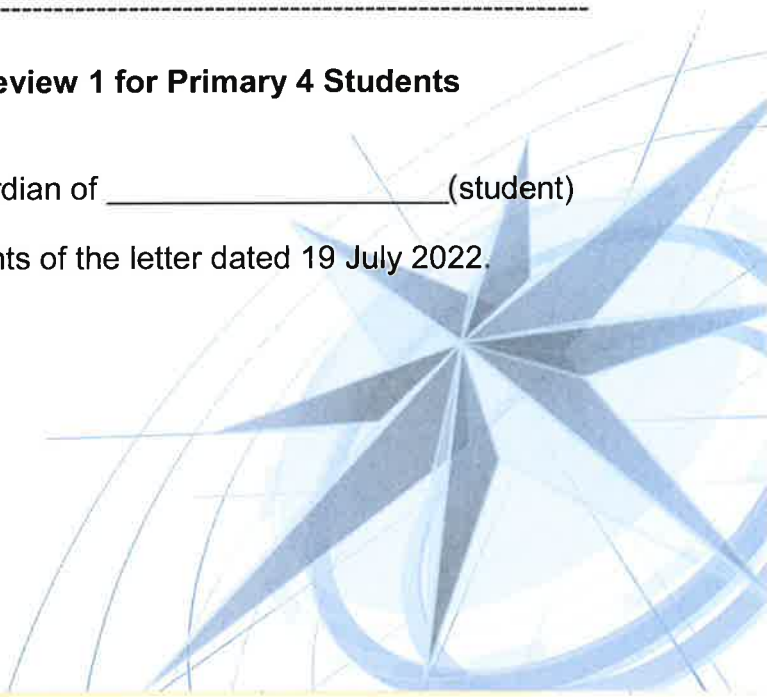 eview 1 for Primary 4 Students
rdian of ____________________(student)
nts of the letter dated 19 July 2022.